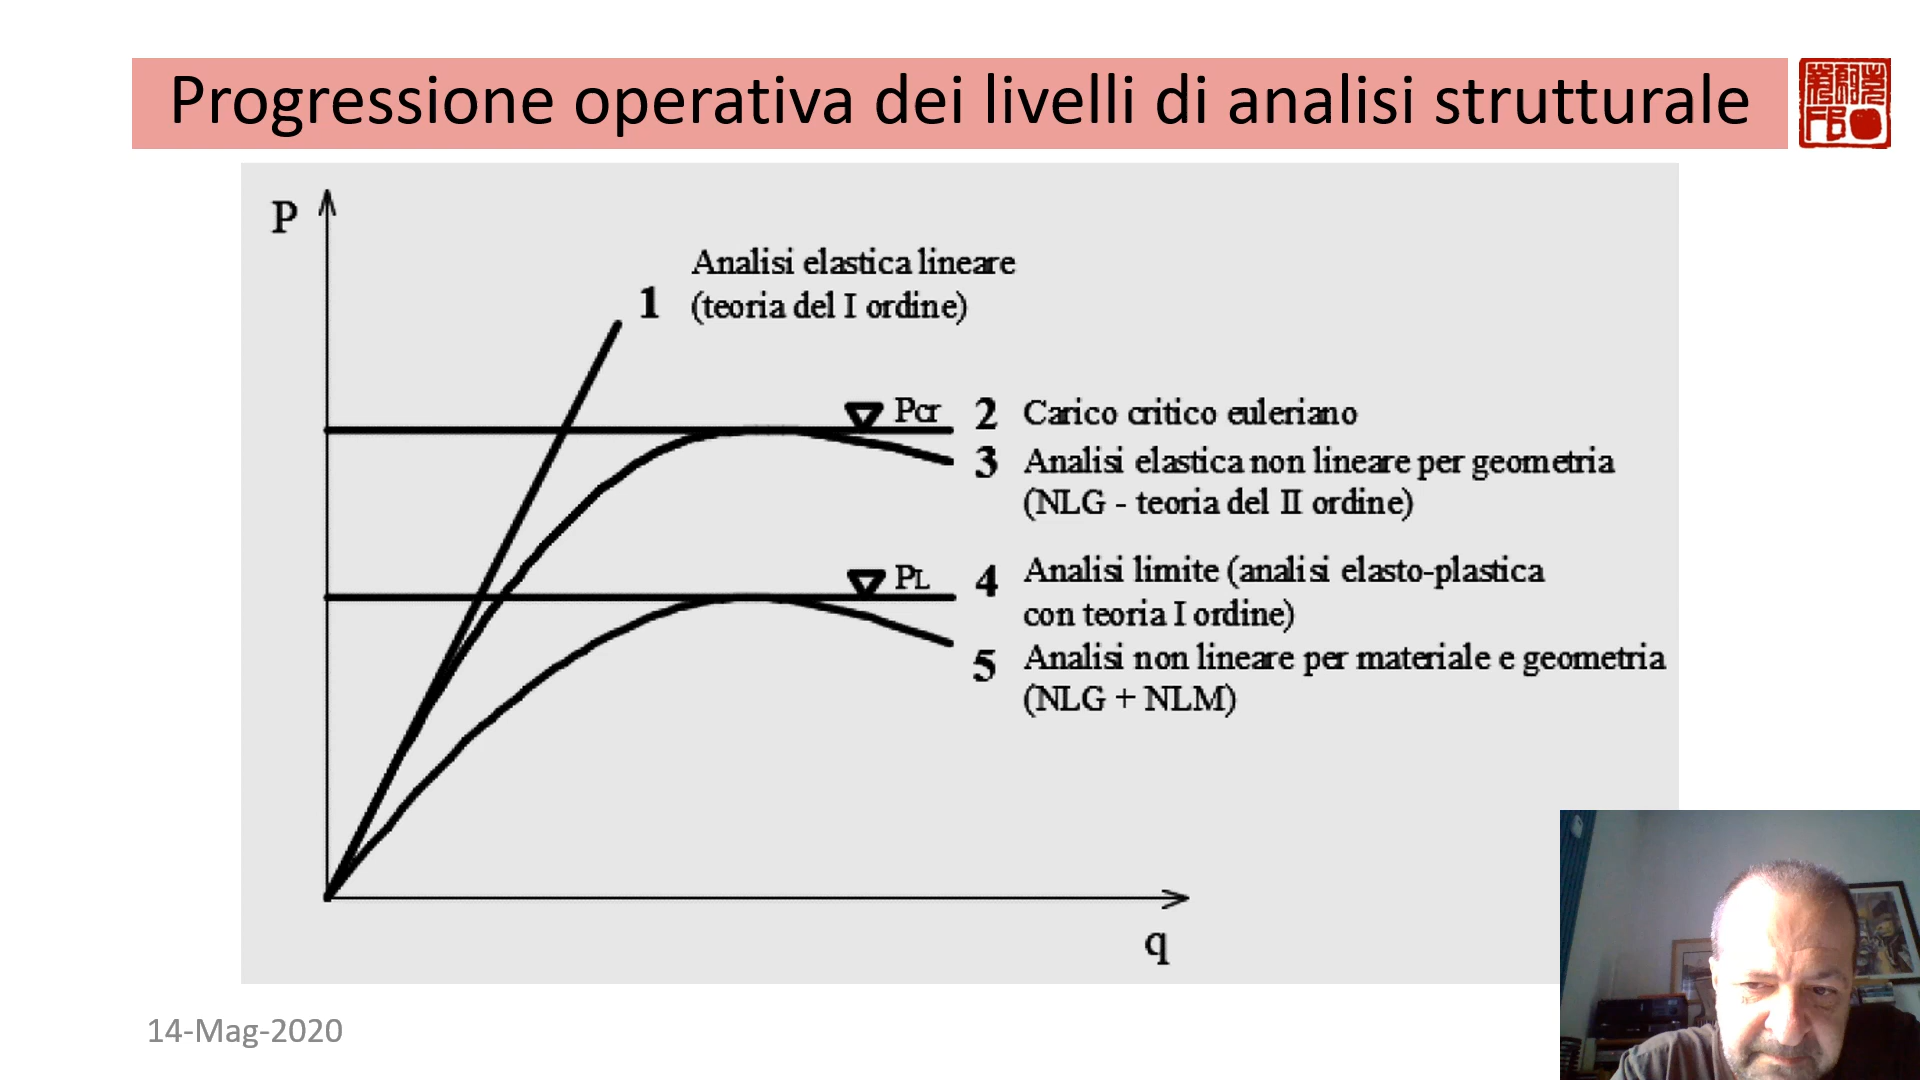 Progressione operativa dei livelli di analisi strutturale
FB
P
Analisi elastica lineare
1 (teoria del I ordine)
Pcr 2 Carico critico euleriano
3 Analisi elastica non lineare per geometria
(NLG - teoria del II ordine)
PL 4 Analisi limite (analisi elasto-plastica
con teoria I ordine)
5 Analisi non lineare per materiale e geometria
(NLG + NLM)
q
14-Mag-2020